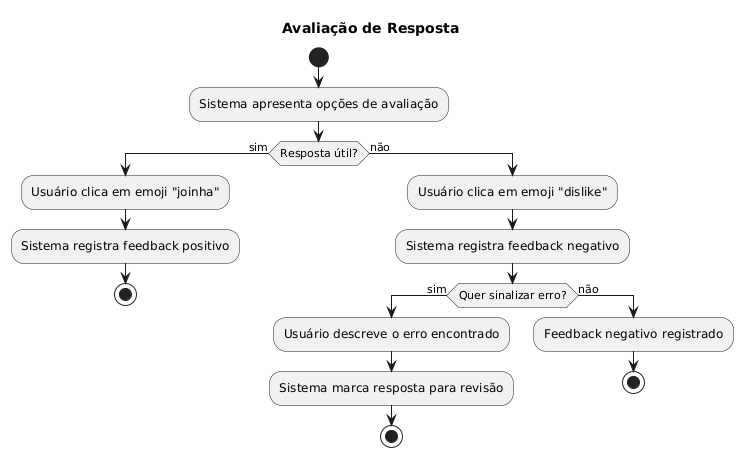 Avaliação de Resposta
Sistema apresenta opções de avaliação
Resposta útil?
sim
não
Usuário clica em emoji "joinha"
Usuário clica em emoji "dislike"
Sistema registra feedback positivo
Sistema registra feedback negativo
Quer sinalizar erro?
sim
não
Usuário descreve o erro encontrado
Feedback negativo registrado
Sistema marca resposta para revisão